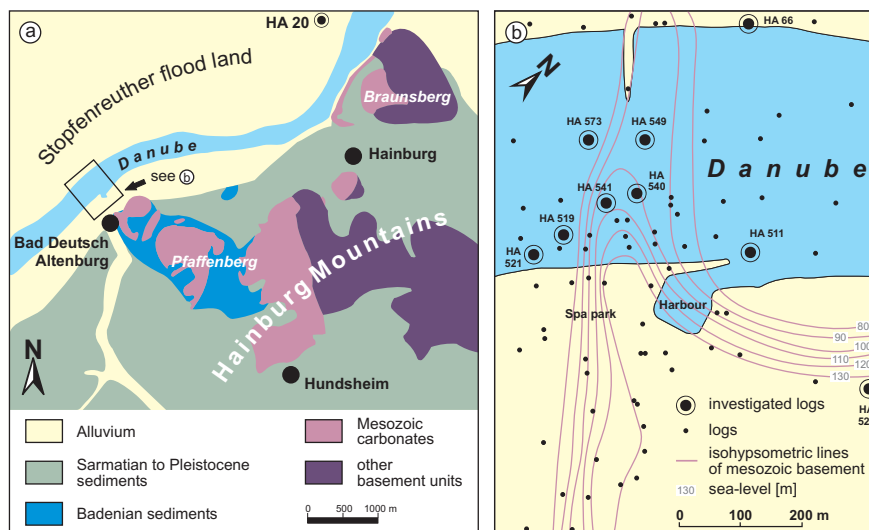 a
HA 20
Stopfenreuther flood land
Braunsberg
Danube
Hainburg
see b
Bad Deutsch
Altenburg
Pfaffenberg
Hainburg Mountains
N
Hundsheim
Alluvium
Sarmatian to Pleistocene
sediments
Badenian sediments
Mesozoic
carbonates
other
basement units
0 500 1000 m
b
HA 66
N
HA 573
HA 549
Danube
HA
540
HA 541
HA 519
HA 511
HA
521
Harbour
Spa park
80
90
100
110
120
130
HA
investigated logs
logs
isohypsometric lines
of mesozoic basement
130 sea-level [m]
0 100 200 m